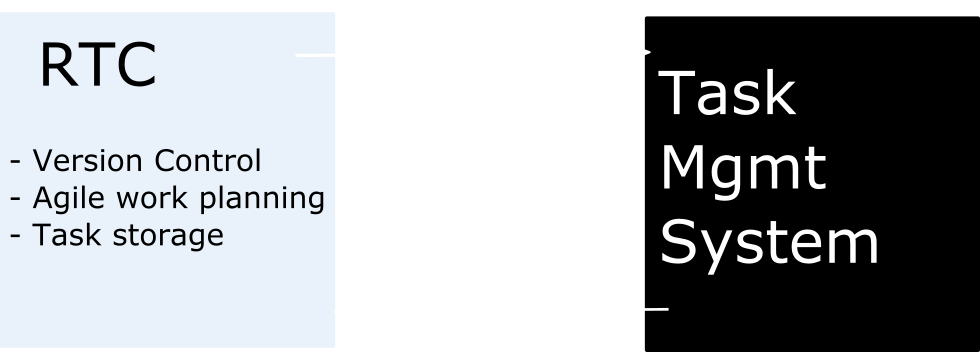 RTC
- Version Control
- Agile work planning
- Task storage
Task
Mgmt
System